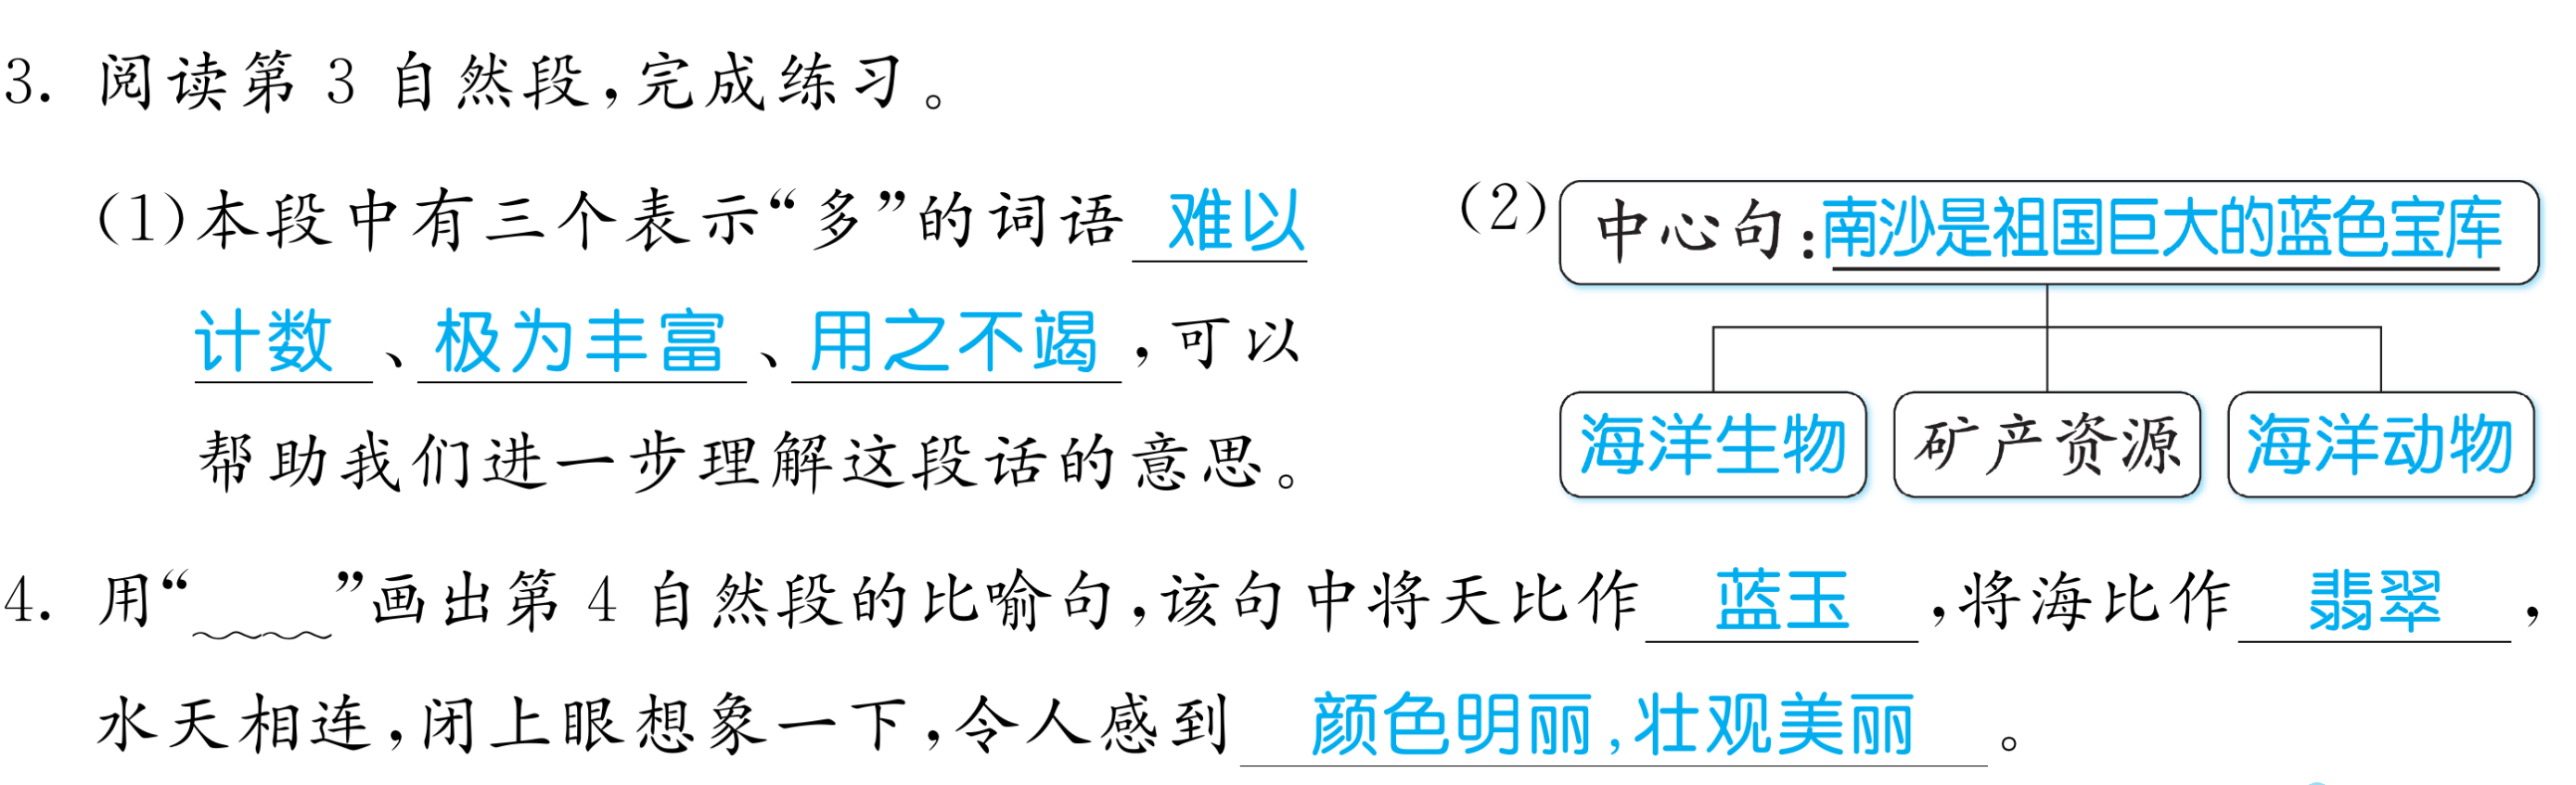 3. 阅读第 3 自然段,完成练习。
(1)本段中有三个表示“多”的词语 难以
计数 、极为丰富 、用之不竭 ,可以
帮助我们进一步理解这段话的意思。
(2) 中心句:南沙是祖国巨大的蓝色宝库
海洋生物 矿产资源 海洋动物
4. 用“ ”画出第 4 自然段的比喻句,该句中将天比作 蓝玉 ,将海比作 翡翠 ,
水天相连,闭上眼想象一下,令人感到 颜色明丽,壮观美丽 。